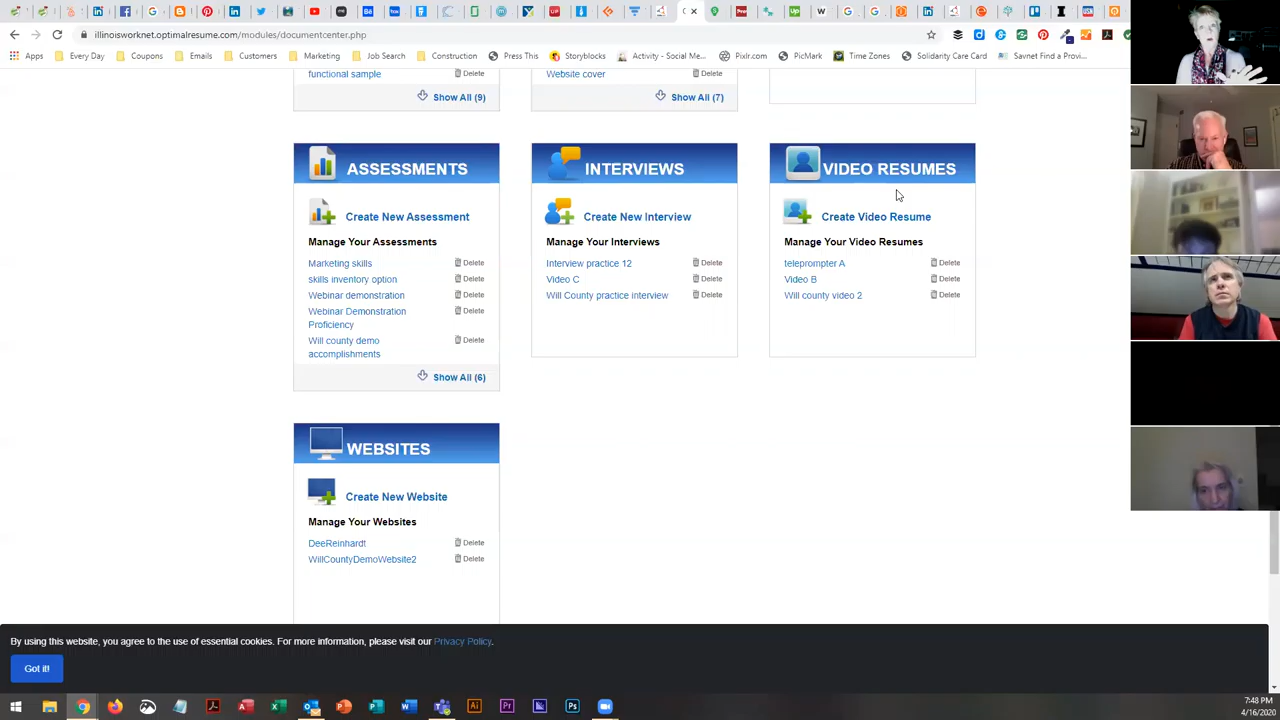 illinoisworknet.optimalresume.com/modules/documentcenter.php
Apps Every Day Coupons Marketing Emails Customers Marketing Job Search Construction Press This Storyblocks Activity - Social Me... Pixlr.com PicMark Time Zones Solidarity Care Card Savnet Find a Provi...
functional sample Delete
Show All (9)
Website cover Delete
Show All (7)
ASSESSMENTS
Create New Assessment
Manage Your Assessments
Marketing skills Delete
skills inventory option Delete
Webinar demonstration Delete
Webinar Demonstration Delete
Proficiency
Will county demo Delete
accomplishments
Show All (6)
INTERVIEWS
Create New Interview
Manage Your Interviews
Interview practice 12 Delete
Video C Delete
Will County practice interview Delete
VIDEO RESUMES
Create Video Resume
Manage Your Video Resumes
teleprompter A Delete
Video B Delete
Will county video 2 Delete
WEBSITES
Create New Website
Manage Your Websites
DeeReinhardt Delete
WillCountyDemoWebsite2 Delete
By using this website, you agree to the use of essential cookies. For more information, please visit our Privacy Policy.
Got it!
7:48 PM
4/16/2020